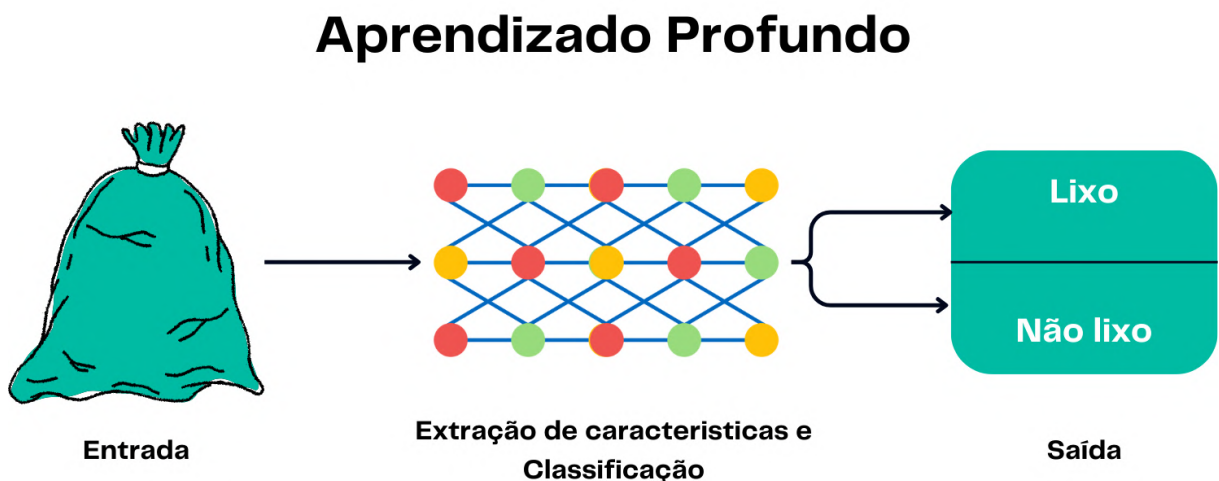 Aprendizado Profundo
Lixo
Não lixo
Entrada
Extração de caracteristicas e
Classificação
Saída